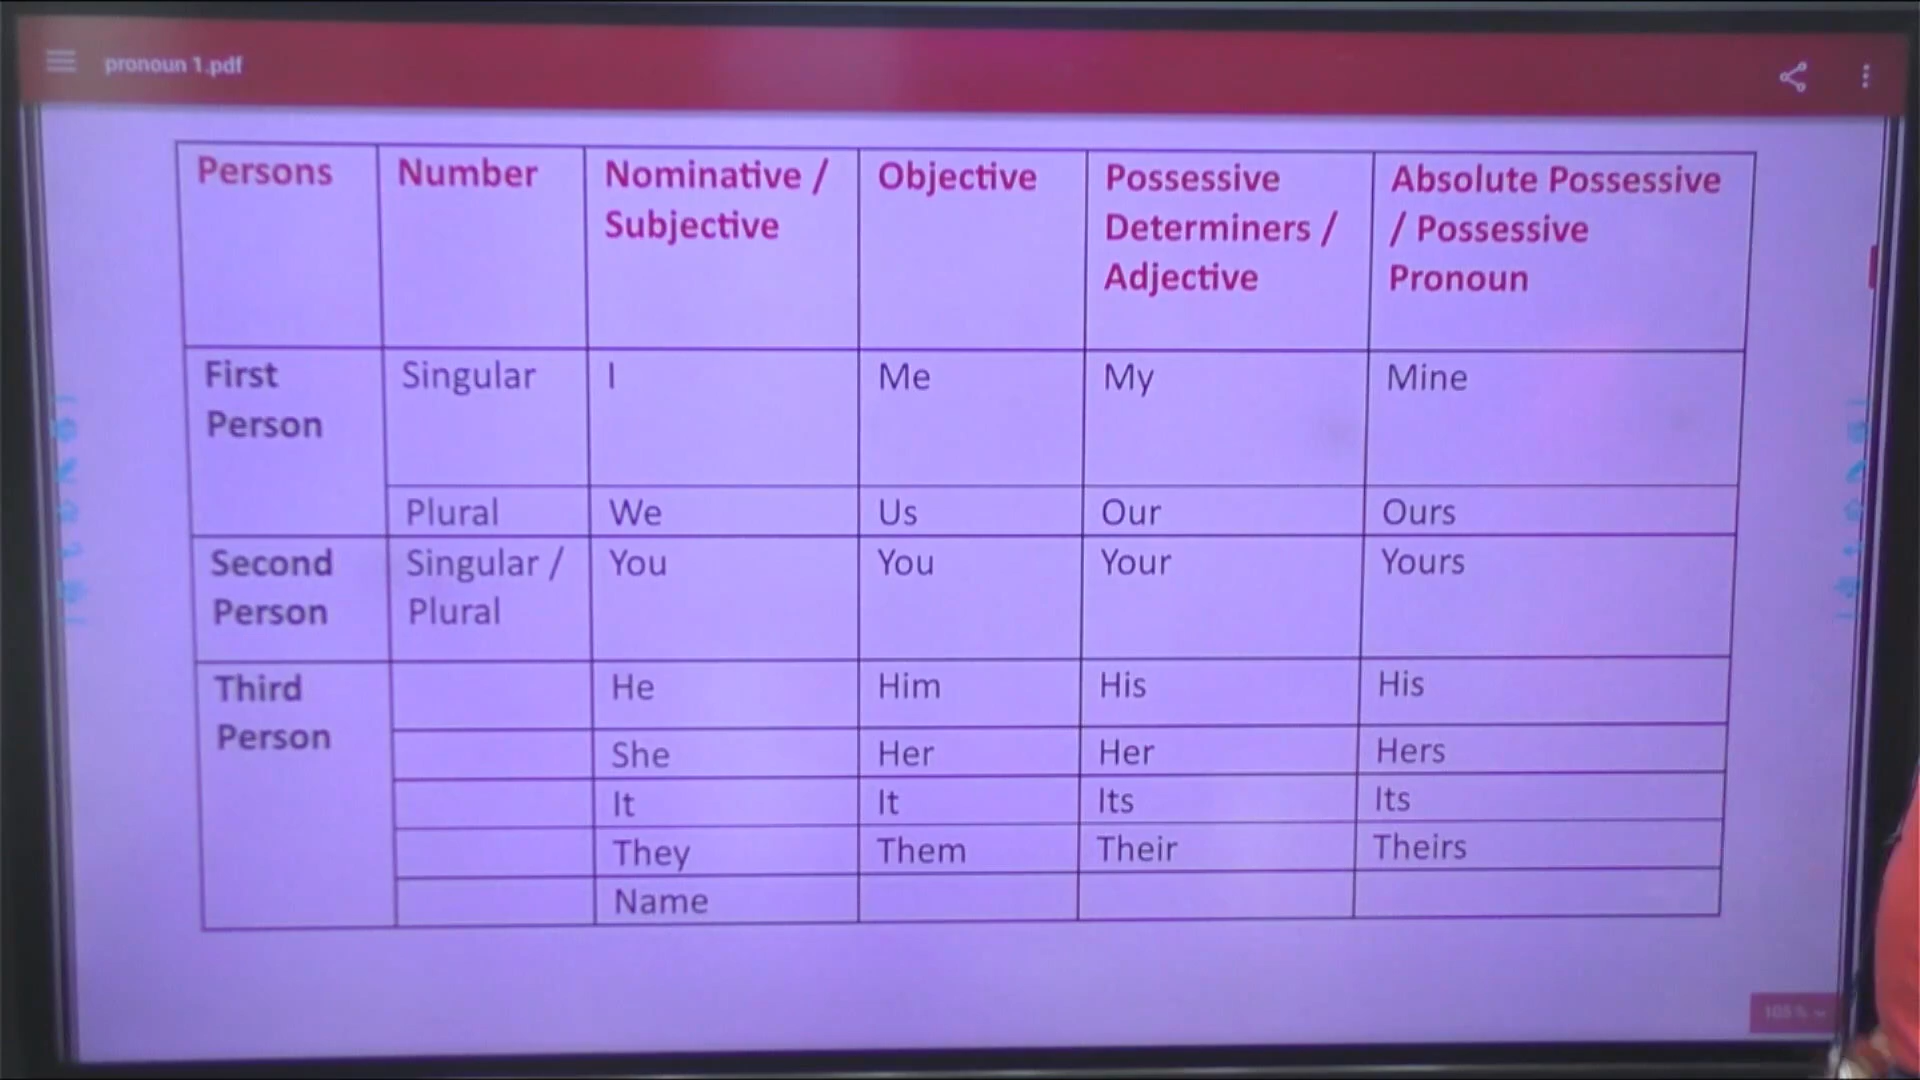 pronoun 1.pdf
Persons Number Nominative / Objective Possessive Absolute Possessive
Subjective Determiners / / Possessive
Adjective Pronoun
First Singular I Me My Mine
Person
Plural We Us Our Ours
Second Singular / You You Your Yours
Person Plural
Third He Him His His
Person
She Her Her Hers
It It Its Its
They Them Their Theirs
Name